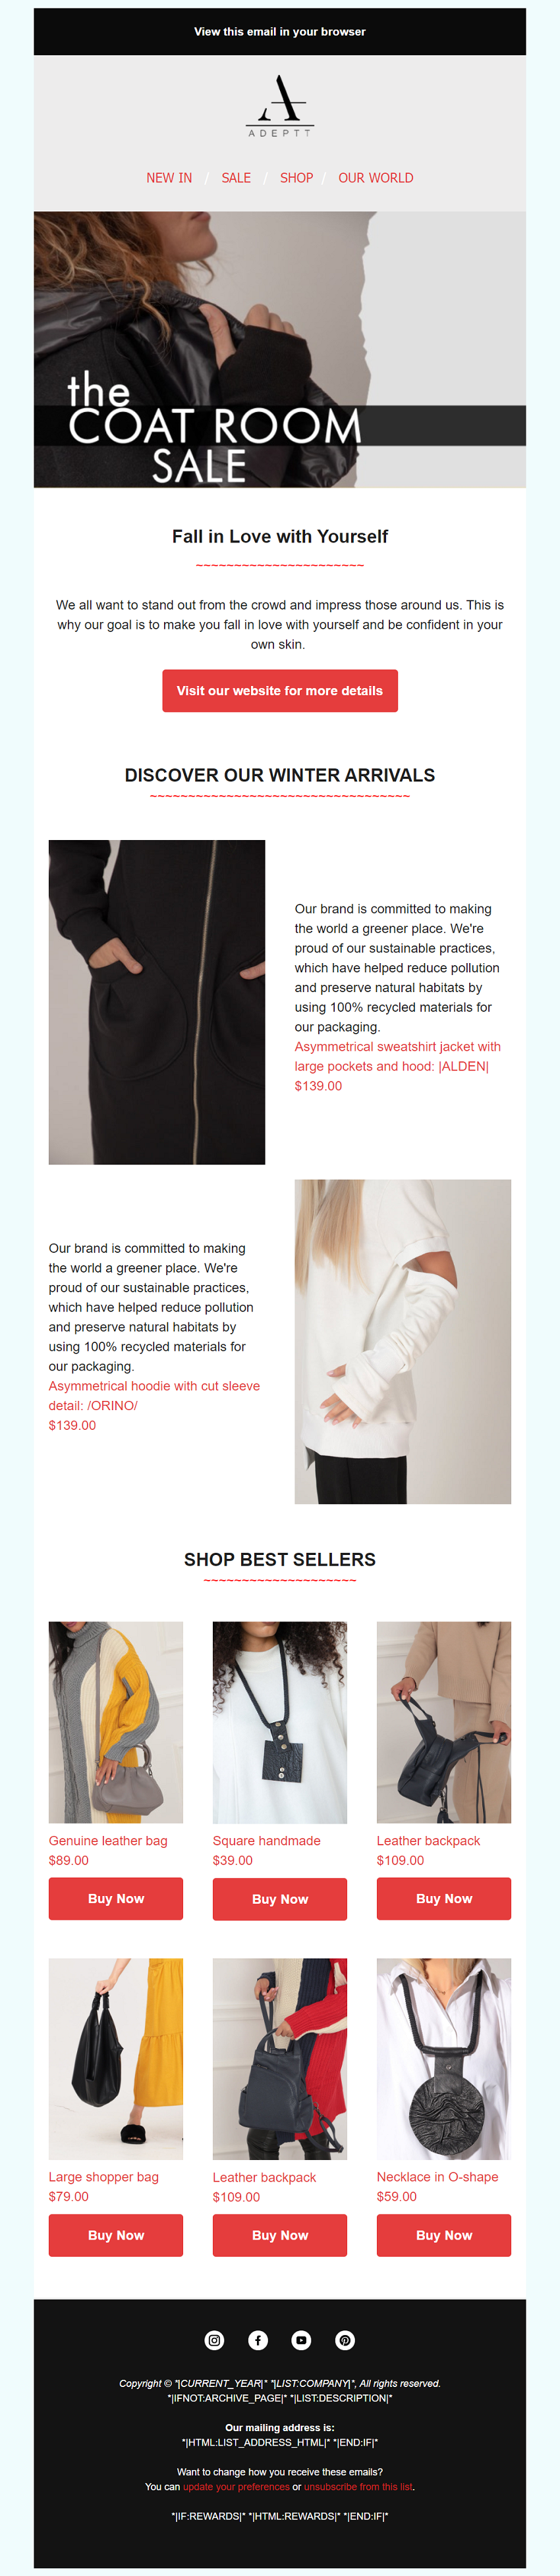 View this email in your browser
A
ADEPTT
NEW IN / SALE / SHOP / OUR WORLD
the
COAT ROOM
SALE
Fall in Love with Yourself
~~~~~~~~~~~~~~~~~~~~~~
We all want to stand out from the crowd and impress those around us. This is
why our goal is to make you fall in love with yourself and be confident in your
own skin.
Visit our website for more details
DISCOVER OUR WINTER ARRIVALS
~~~~~~~~~~~~~~~~~~~~~~~~~~~~~~~~~~
Our brand is committed to making
the world a greener place. We're
proud of our sustainable practices,
which have helped reduce pollution
and preserve natural habitats by
using 100% recycled materials for
our packaging.
Asymmetrical sweatshirt jacket with
large pockets and hood: |ALDEN|
$139.00
Our brand is committed to making
the world a greener place. We're
proud of our sustainable practices,
which have helped reduce pollution
and preserve natural habitats by
using 100% recycled materials for
our packaging.
Asymmetrical hoodie with cut sleeve
detail: /ORINO/
$139.00
SHOP BEST SELLERS
~~~~~~~~~~~~~~~~~~~~
Genuine leather bag
$89.00
Buy Now
Square handmade
$39.00
Buy Now
Leather backpack
$109.00
Buy Now
Large shopper bag
$79.00
Buy Now
Leather backpack
$109.00
Buy Now
Necklace in O-shape
$59.00
Buy Now
Copyright © *|CURRENT_YEAR|* *|LIST:COMPANY|*, All rights reserved.
*|IFNOT:ARCHIVE_PAGE|* *|LIST:DESCRIPTION|*
Our mailing address is:
*|HTML:LIST_ADDRESS_HTML|* *|END:IF|*
Want to change how you receive these emails?
You can update your preferences or unsubscribe from this list.
*|IF:REWARDS|* *|HTML:REWARDS|* *|END:IF|*